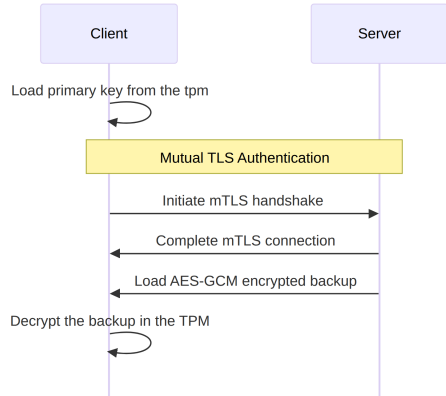 Client
Server
Load primary key from the tpm
Mutual TLS Authentication
Initiate mTLS handshake
Complete mTLS connection
Load AES-GCM encrypted backup
Decrypt the backup in the TPM